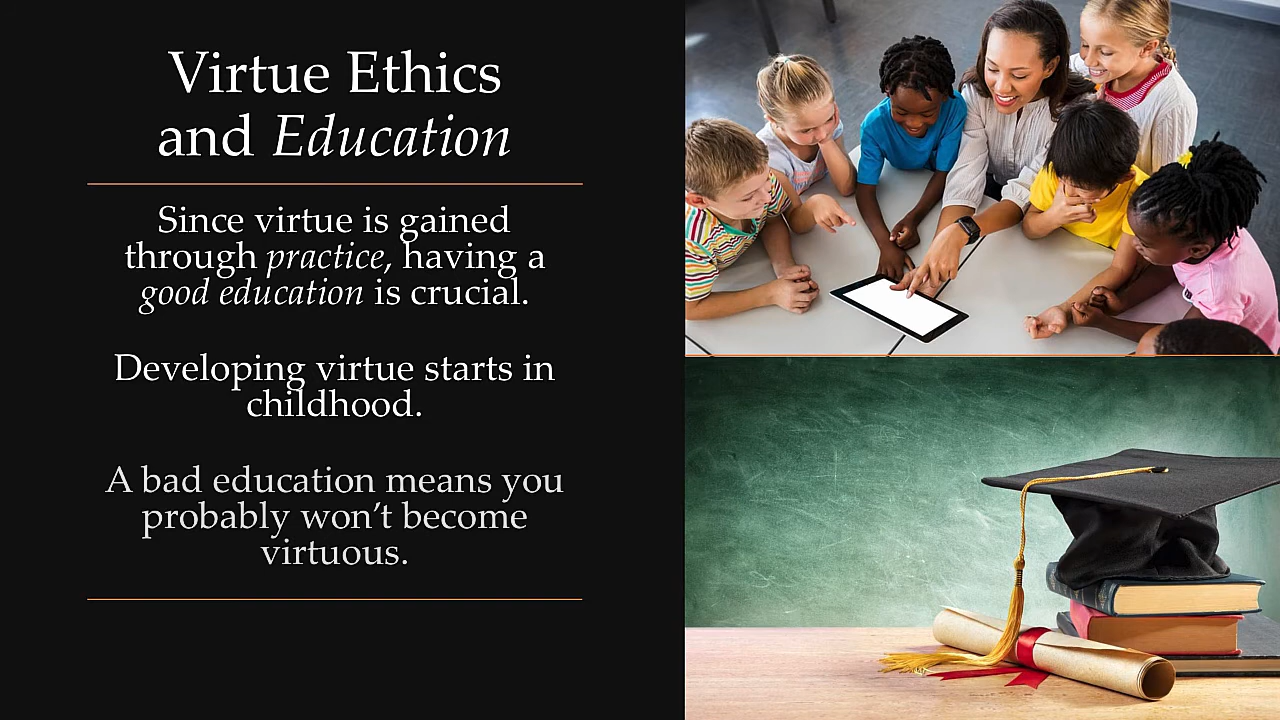 Virtue Ethics
and Education
Since virtue is gained
through practice, having a
good education is crucial.
Developing virtue starts in
childhood.
A bad education means you
probably won’t become
virtuous.